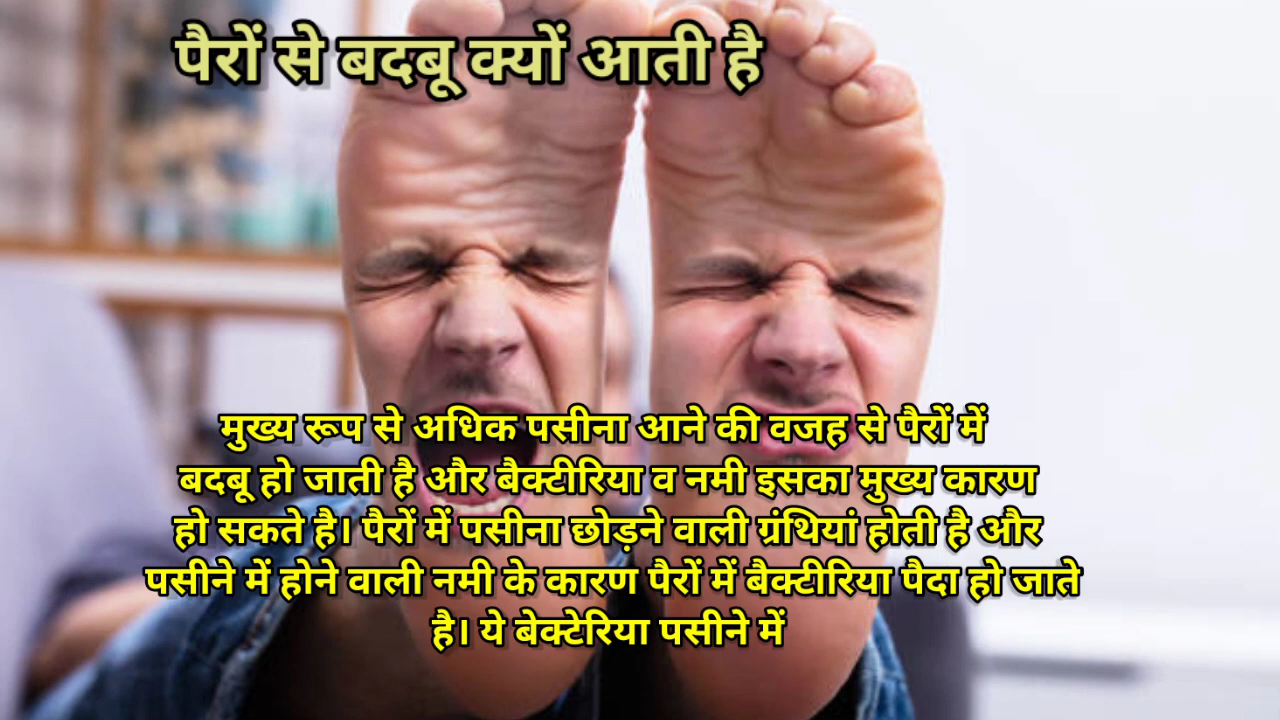 पैरों से बदबू क्यों आती है
मुख्य रूप से अधिक पसीना आने की वजह से पैरों में
बदबू हो जाती है और बैक्टीरिया व नमी इसका मुख्य कारण
हो सकते है। पैरों में पसीना छोड़ने वाली ग्रंथियां होती है और
पसीने में होने वाली नमी के कारण पैरों में बैक्टीरिया पैदा हो जाते
है। ये बेक्टेरिया पसीने में